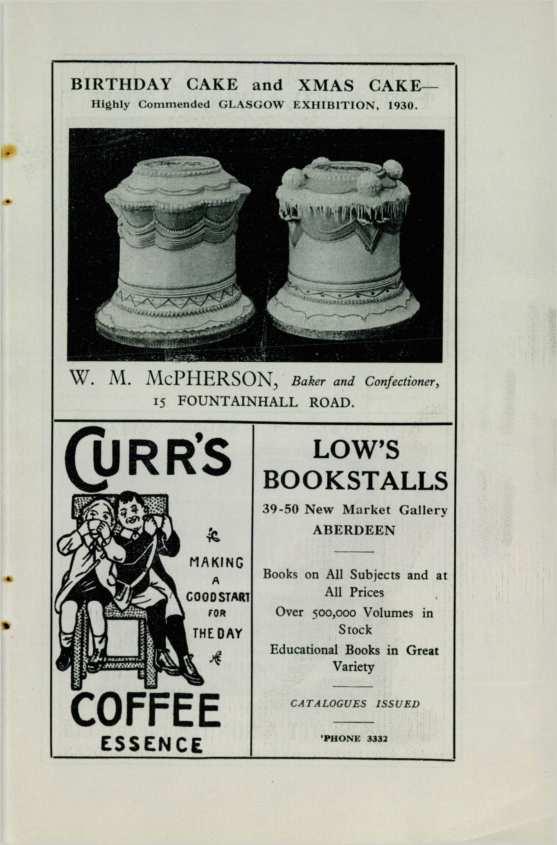 BIRTHDAY CAKE and XMAS CAKE—
Highly Commended GLASGOW EXHIBITION, 1930.
W. M. McPHERSON, Baker and Confectioner,
15 FOUNTAINHALL ROAD.
CURR'S
MAKING
A
GOOD START
FOR
THE DAY
COFFEE
ESSENCE
LOW'S
BOOKSTALLS
39-50 New Market Gallery
ABERDEEN
Books on All Subjects and at
All Prices
Over 500,000 Volumes in
Stock
Educational Books in Great
Variety
CATALOGUES ISSUED
'PHONE 3332